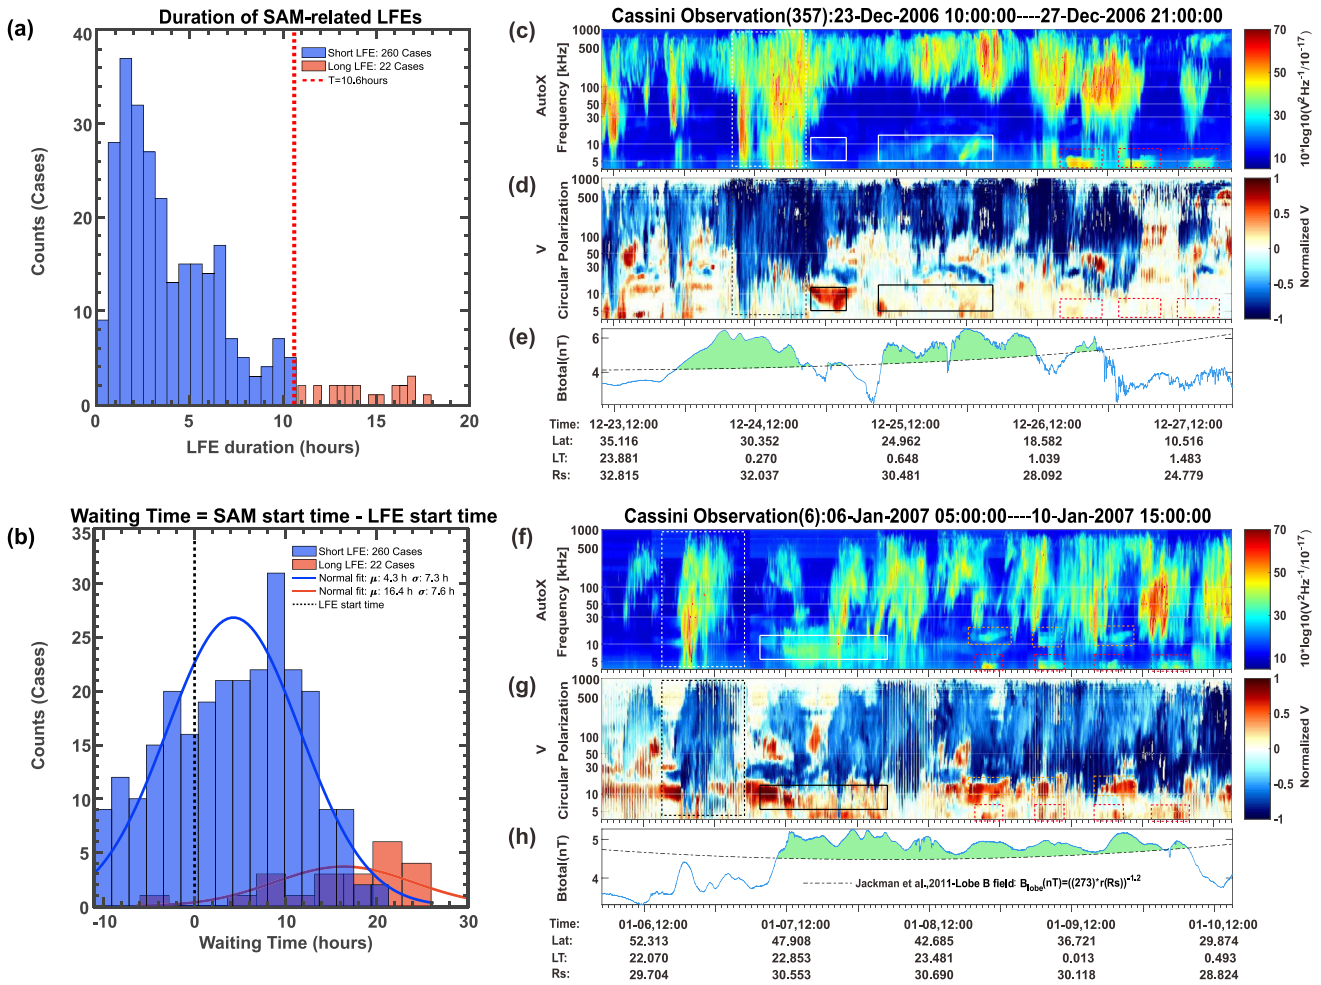 (a)
Duration of SAM-related LFEs
Short LFE: 260 Cases
Long LFE: 22 Cases
T=10.6hours
Counts (Cases)
40
30
20
10
0
0 5 10 15 20
LFE duration (hours)
(b)
Waiting Time = SAM start time - LFE start time
Short LFE: 260 Cases
Long LFE: 22 Cases
Normal fit: μ: 4.3 h σ: 7.3 h
Normal fit: μ: 16.4 h σ: 7.6 h
LFE start time
Counts (Cases)
35
30
25
20
15
10
5
0
-10 0 10 20 30
Waiting Time (hours)
Cassini Observation(357):23-Dec-2006 10:00:00----27-Dec-2006 21:00:00
(c)
AutoX
Frequency [kHz]
1000
500
100
50
30
10
5
70
60
50
40
30
20
10
10*log10(V²Hz⁻¹/10⁻¹⁷)
(d)
V
Circular Polarization
1000
500
100
50
30
10
5
1
0.5
0
-0.5
-1
Normalized V
(e)
Btotal(nT)
6
4
Time: 12-23,12:00 12-24,12:00 12-25,12:00 12-26,12:00 12-27,12:00
Lat: 35.116 30.352 24.962 18.582 10.516
LT: 23.881 0.270 0.648 1.039 1.483
Rs: 32.815 32.037 30.481 28.092 24.779
Cassini Observation(6):06-Jan-2007 05:00:00----10-Jan-2007 15:00:00
(f)
AutoX
Frequency [kHz]
1000
500
100
50
30
10
5
70
60
50
40
30
20
10
10*log10(V²Hz⁻¹/10⁻¹⁷)
(g)
V
Circular Polarization
1000
500
100
50
30
10
5
1
0.5
0
-0.5
-1
Normalized V
(h)
Btotal(nT)
5
4
Jackman et al.,2011-Lobe B field: Blobe(nT)=((273)*r(Rs))⁻¹·²
Time: 01-06,12:00 01-07,12:00 01-08,12:00 01-09,12:00 01-10,12:00
Lat: 52.313 47.908 42.685 36.721 29.874
LT: 22.070 22.853 23.481 0.013 0.493
Rs: 29.704 30.553 30.690 30.118 28.824